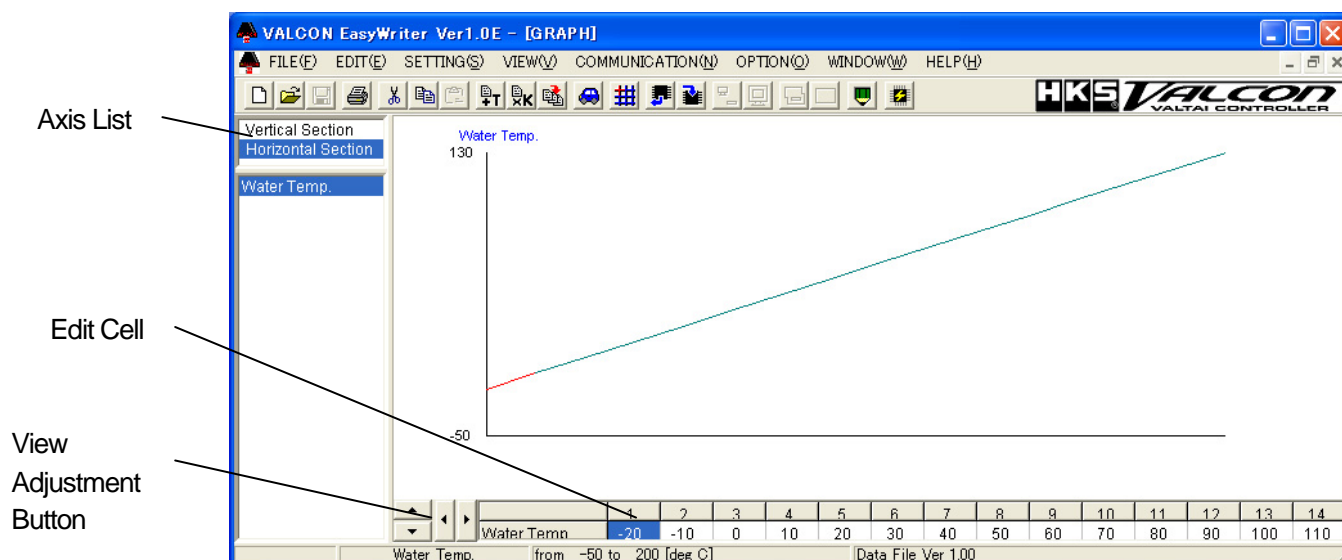 VALCON EasyWriter Ver1.0E - [GRAPH]
FILE(F) EDIT(E) SETTING(S) VIEW(V) COMMUNICATION(N) OPTION(O) WINDOW(W) HELP(H)
+T xK # HKS VALCON
VALTAI CONTROLLER
Axis List
Vertical Section
Horizontal Section
Water Temp.
Water Temp.
130
-50
Edit Cell
View
Adjustment
Button
1 2 3 4 5 6 7 8 9 10 11 12 13 14
Water Temp. -20 -10 0 10 20 30 40 50 60 70 80 90 100 110
Water Temp. from -50 to 200 [deg C] Data File Ver 1.00